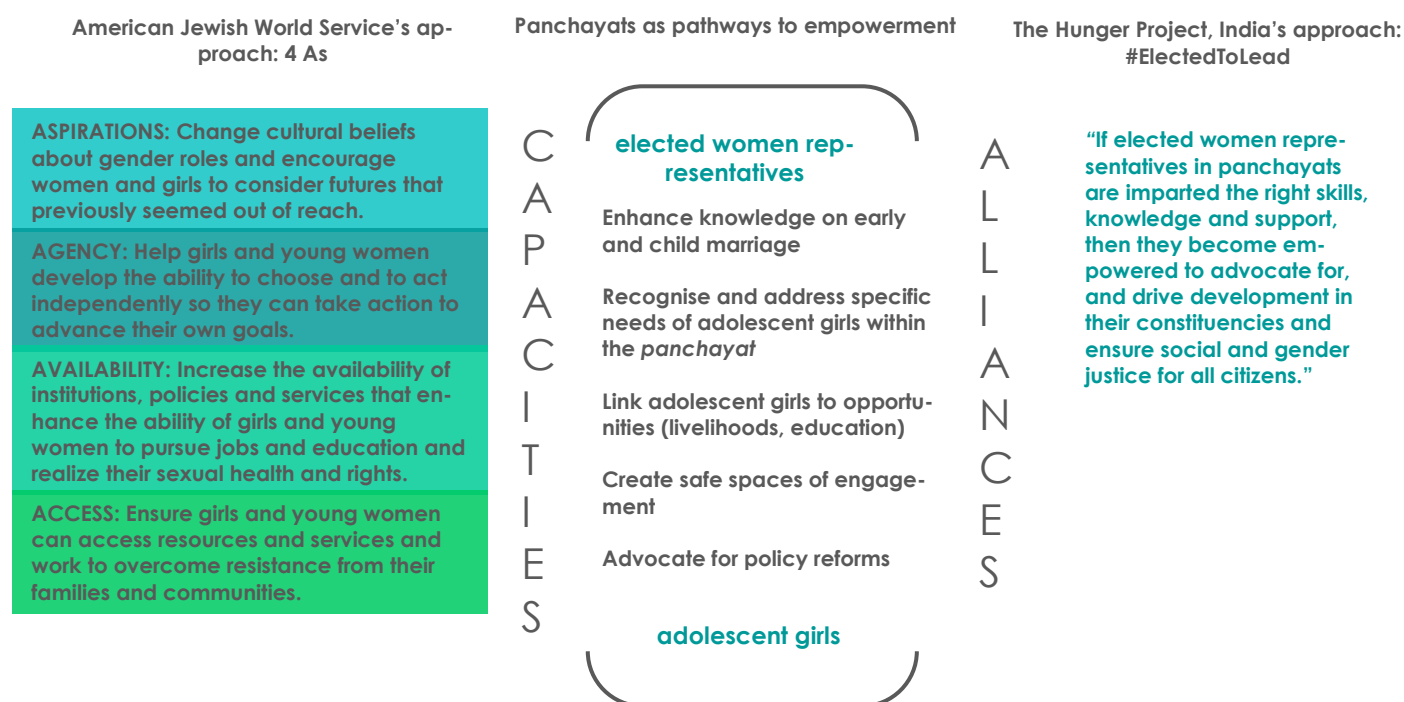 American Jewish World Service’s ap-
proach: 4 As
ASPIRATIONS: Change cultural beliefs
about gender roles and encourage
women and girls to consider futures that
previously seemed out of reach.
AGENCY: Help girls and young women
develop the ability to choose and to act
independently so they can take action to
advance their own goals.
AVAILABILITY: Increase the availability of
institutions, policies and services that en-
hance the ability of girls and young
women to pursue jobs and education and
realize their sexual health and rights.
ACCESS: Ensure girls and young women
can access resources and services and
work to overcome resistance from their
families and communities.
Panchayats as pathways to empowerment
C
A
P
A
C
I
T
I
E
S
elected women rep-
resentatives
Enhance knowledge on early
and child marriage
Recognise and address specific
needs of adolescent girls within
the panchayat
Link adolescent girls to opportu-
nities (livelihoods, education)
Create safe spaces of engage-
ment
Advocate for policy reforms
adolescent girls
A
L
L
I
A
N
C
E
S
The Hunger Project, India’s approach:
#ElectedToLead
“If elected women repre-
sentatives in panchayats
are imparted the right skills,
knowledge and support,
then they become em-
powered to advocate for,
and drive development in
their constituencies and
ensure social and gender
justice for all citizens.”